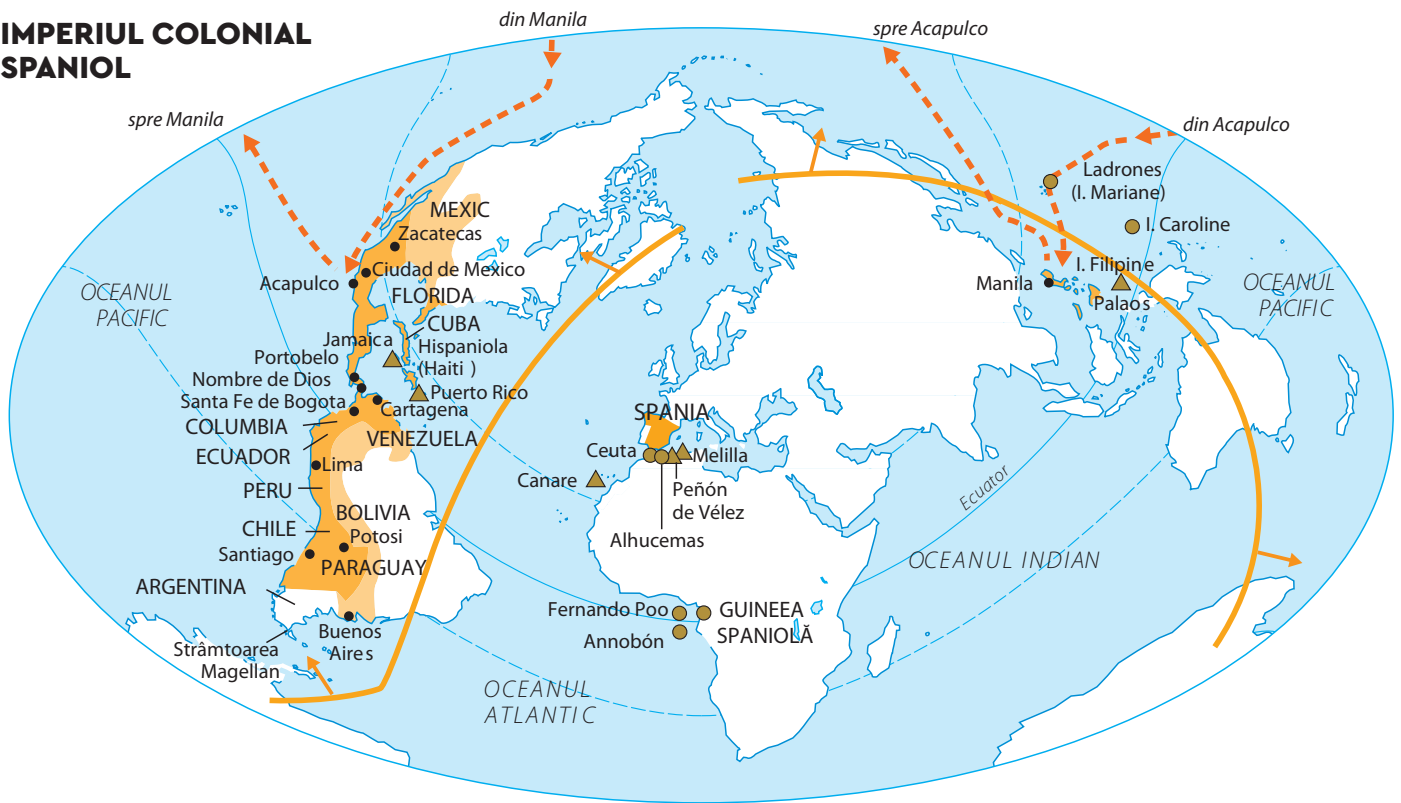 IMPERIUL COLONIAL
SPANIOL
din Manila
spre Acapulco
spre Manila
din Acapulco
Ladrones
(I. Mariane)
I. Caroline
MEXIC
Zacatecas
Ciudad de Mexico
Acapulco
FLORIDA
CUBA
Jamaica
Hispaniola
(Haiti )
Portobelo
Nombre de Dios
Puerto Rico
Santa Fe de Bogota
Cartagena
COLUMBIA
VENEZUELA
ECUADOR
Lima
PERU
BOLIVIA
CHILE
Potosi
Santiago
PARAGUAY
ARGENTINA
Buenos
Aires
Strâmtoarea
Magellan
OCEANUL
PACIFIC
OCEANUL
ATLANTIC
SPANIA
Ceuta
Melilla
Canare
Peñón
de Vélez
Alhucemas
Fernando Poo
GUINEEA
SPANIOLĂ
Annobón
Ecuator
OCEANUL INDIAN
I. Filipine
Manila
Palaos
OCEANUL
PACIFIC